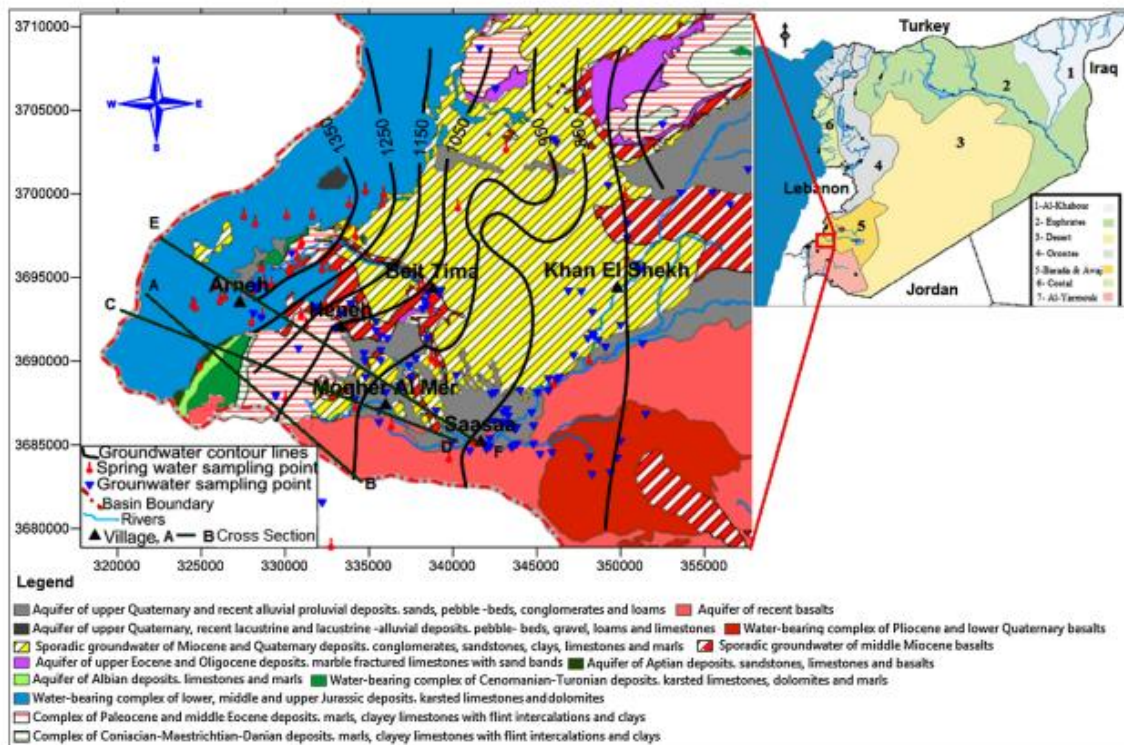 3710000
3705000
3700000
3695000
3690000
3685000
3680000
320000 325000 330000 335000 340000 345000 350000 355000
N
W E
S
1350
1250
1150
1050
950
850
E
A
C
Arneh
Beit Tima
Khan El Shekh
Heneh
Mogher Al Mer
Saasaa
D
F
B
Groundwater contour lines
Spring water sampling point
Grounwater sampling point
Basin Boundary
Rivers
Village, A — B Cross Section
Turkey
Iraq
Lebanon
Jordan
1
2
3
4
5
6
1-Al-Khabour
2- Euphrates
3- Desert
4- Orontes
5-Barada & Awaj
6- Costal
7- Al-Yarmouk
Legend
Aquifer of upper Quaternary and recent alluvial proluvial deposits. sands, pebble -beds, conglomerates and loams Aquifer of recent basalts
Aquifer of upper Quaternary, recent lacustrine and lacustrine -alluvial deposits. pebble- beds, gravel, loams and limestones Water-bearing complex of Pliocene and lower Quaternary basalts
Sporadic groundwater of Miocene and Quaternary deposits. conglomerates, sandstones, clays, limestones and marls Sporadic groundwater of middle Miocene basalts
Aquifer of upper Eocene and Oligocene deposits. marble fractured limestones with sand bands Aquifer of Aptian deposits. sandstones, limestones and basalts
Aquifer of Albian deposits. limestones and marls Water-bearing complex of Cenomanian-Turonian deposits. karsted limestones, dolomites and marls
Water-bearing complex of lower, middle and upper Jurassic deposits. karsted limestones and dolomites
Complex of Paleocene and middle Eocene deposits. marls, clayey limestones with flint intercalations and clays
Complex of Coniacian-Maestrichtian-Danian deposits. marls, clayey limestones with flint intercalations and clays